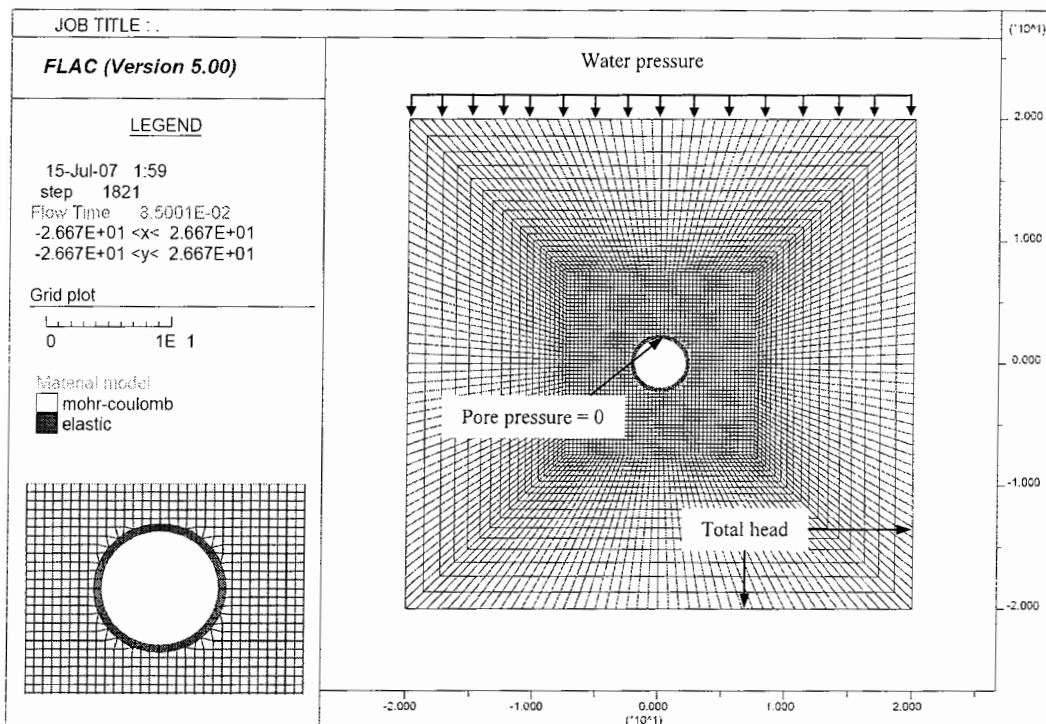 JOB TITLE : .
FLAC (Version 5.00)
LEGEND
15-Jul-07 1:59
step 1821
Flow Time 3.5001E-02
-2.667E+01 <x< 2.667E+01
-2.667E+01 <y< 2.667E+01
Grid plot
0 1E 1
Material model
mohr-coulomb
elastic
Water pressure
Pore pressure = 0
Total head
(*10^1)
2.000
1.000
0.000
-1.000
-2.000
-2.000 -1.000 0.000 1.000 2.000
(*10^1)